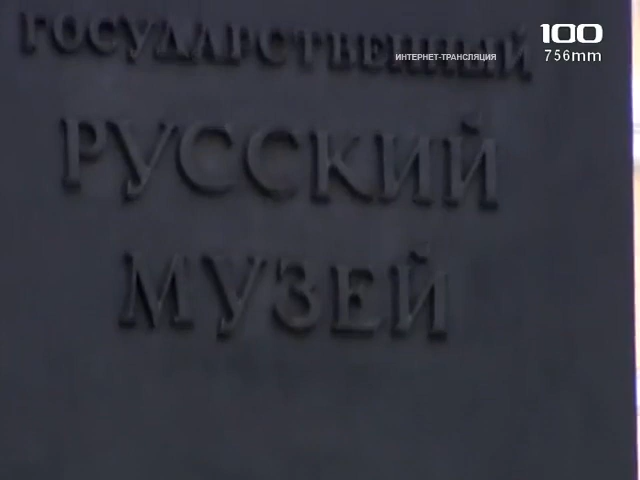 ГОСУДАРСТВЕННЫЙ
РУССКИЙ
МУЗЕЙ
100
ИНТЕРНЕТ-ТРАНСЛЯЦИЯ
756mm